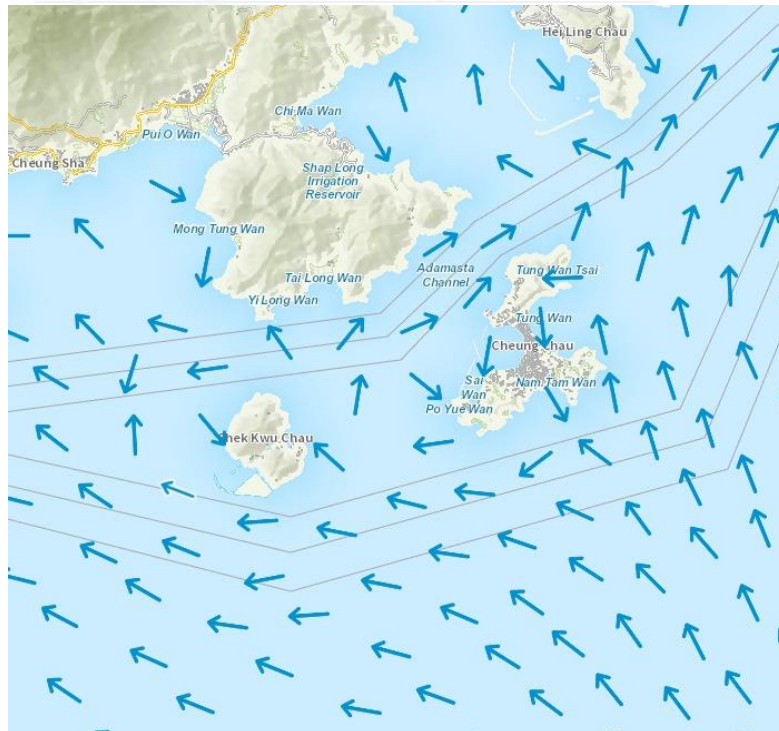 Hei Ling Chau
Chi Ma Wan
Pui O Wan
Cheung Sha
Shap Long
Irrigation
Reservoir
Mong Tung Wan
Adamasta
Channel
Tung Wan Tsai
Tai Long Wan
Yi Long Wan
Tung Wan
Cheung Chau
Sai
Wan
Nam Tam Wan
Po Yue Wan
hek Kwu Chau